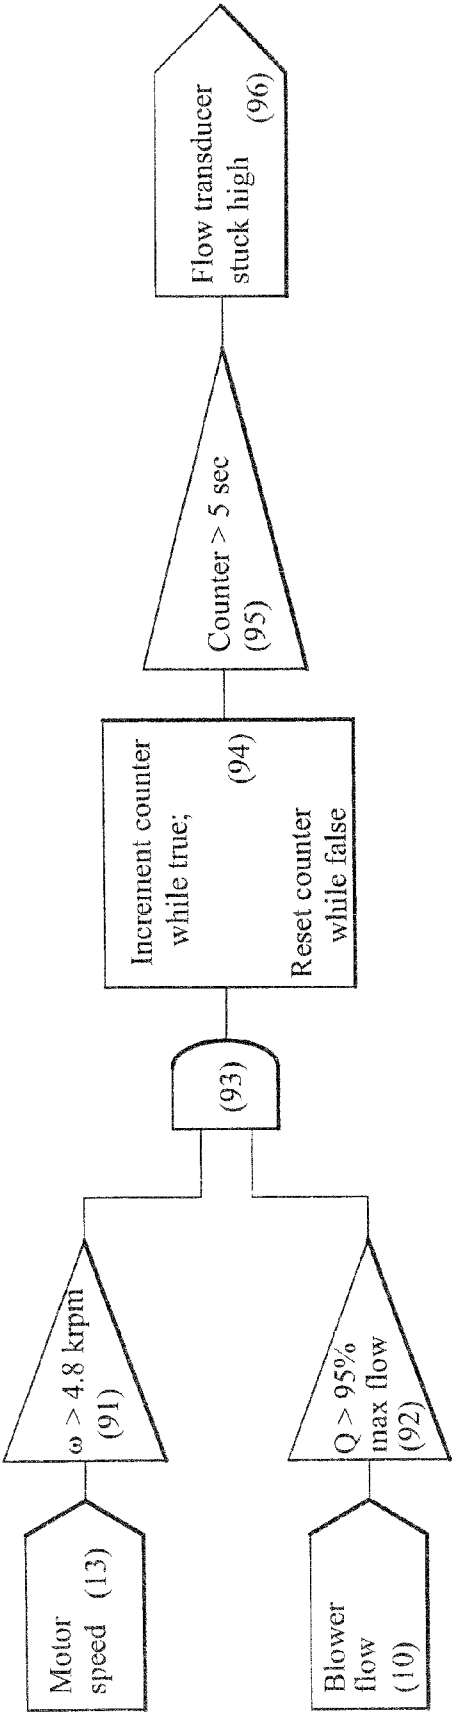 Motor
speed (13)
ω > 4.8 krpm
(91)
Blower
flow
(10)
Q > 95%
max flow
(92)
(93)
Increment counter
while true;
(94)
Reset counter
while false
Counter > 5 sec
(95)
Flow transducer
stuck high
(96)